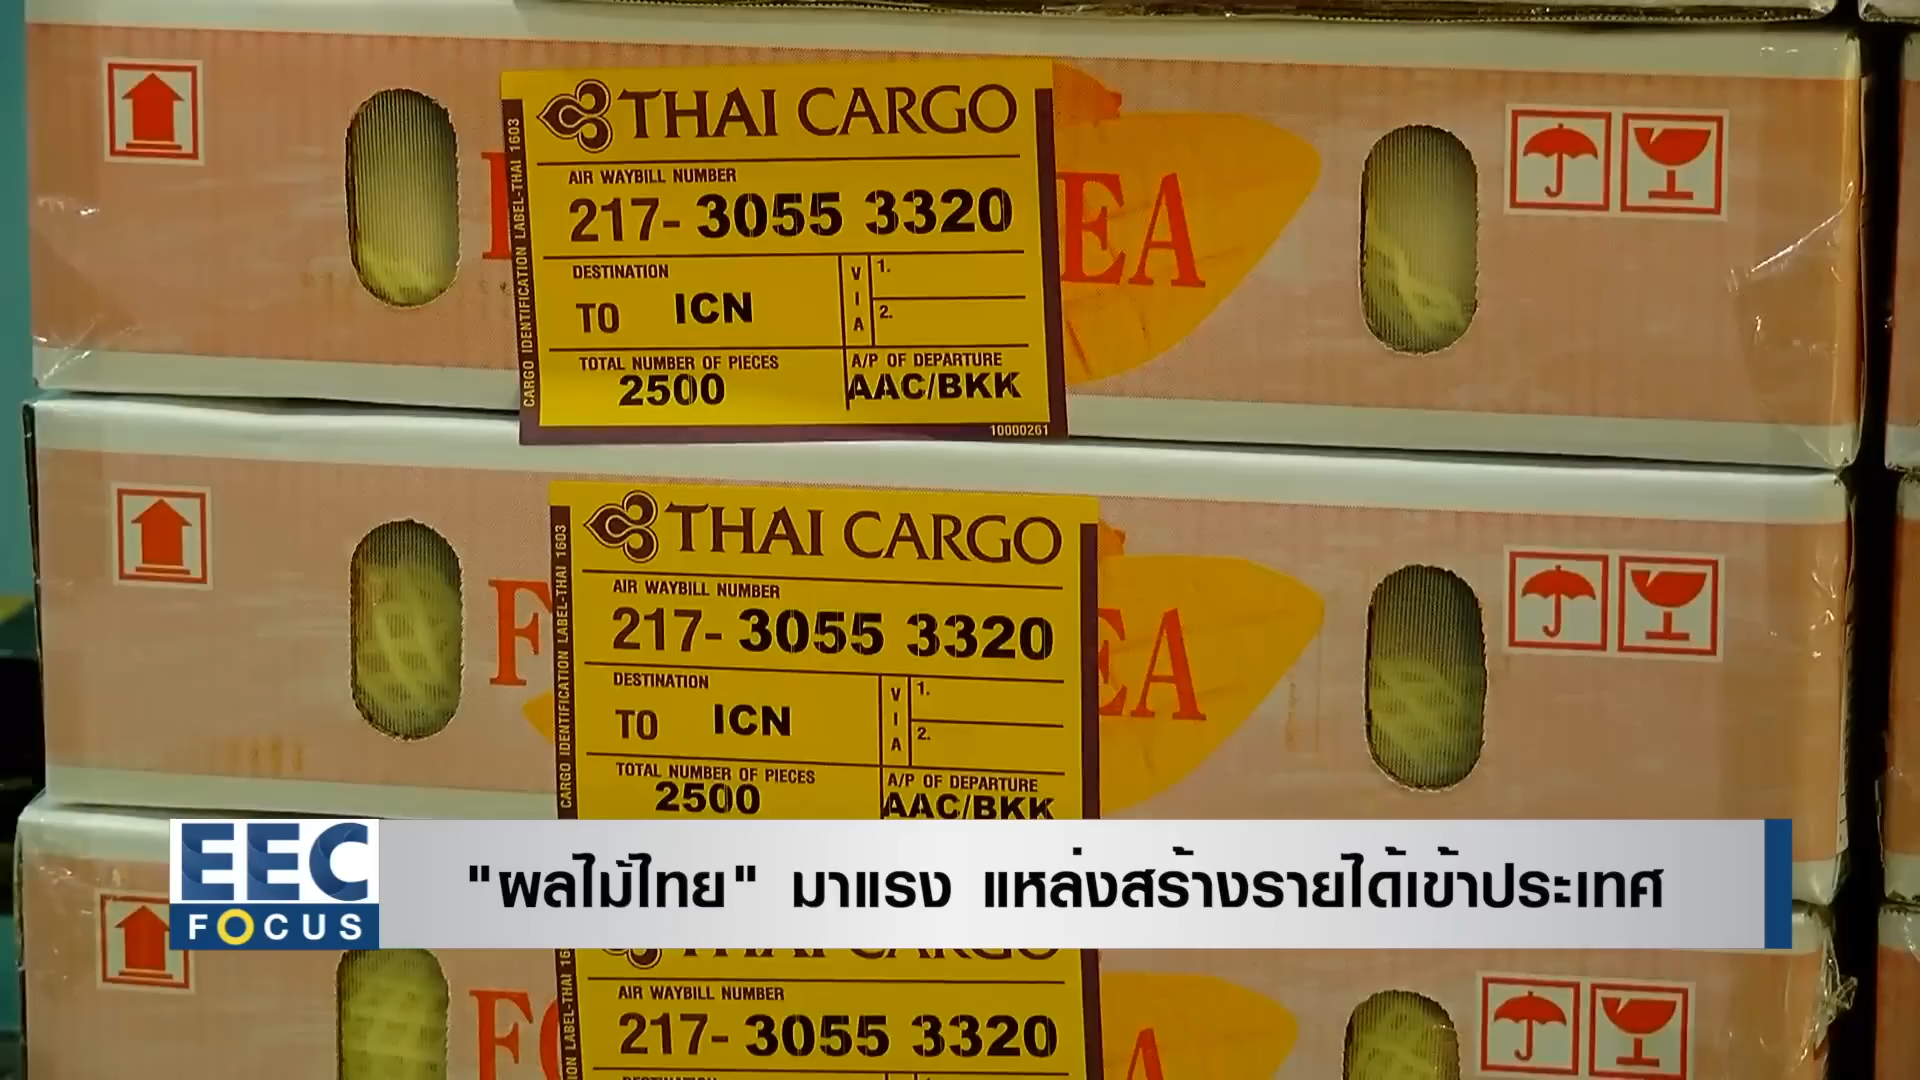 THAI CARGO
CARGO IDENTIFICATION LABEL-THAI 1603
AIR WAYBILL NUMBER
217- 3055 3320
DESTINATION
TO ICN
VIA
1.
2.
TOTAL NUMBER OF PIECES
2500
A/P OF DEPARTURE
AAC/BKK
10000261
EA
THAI CARGO
CARGO IDENTIFICATION LABEL-THAI 1603
AIR WAYBILL NUMBER
217- 3055 3320
DESTINATION
TO ICN
VIA
1.
2.
TOTAL NUMBER OF PIECES
2500
A/P OF DEPARTURE
AAC/BKK
F
EA
EEC
FOCUS
"ผลไม้ไทย" มาแรง แหล่งสร้างรายได้เข้าประเทศ
THAI CARGO
AIR WAYBILL NUMBER
217- 3055 3320